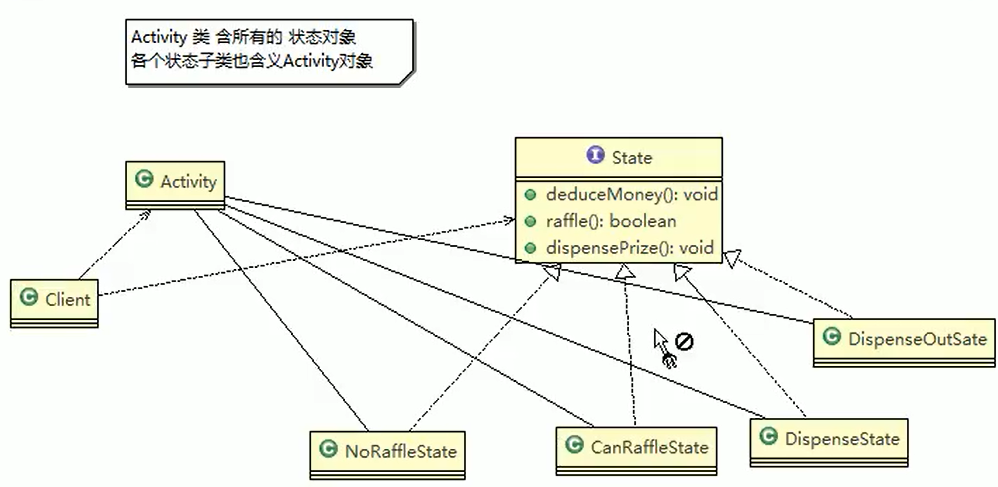 Activity 类 含所有的 状态对象
各个状态子类也含义Activity对象
Activity
I State
deduceMoney(): void
raffle(): boolean
dispensePrize(): void
C Activity
C Client
C DispenseOutSate
C NoRaffleState
C CanRaffleState
C DispenseState